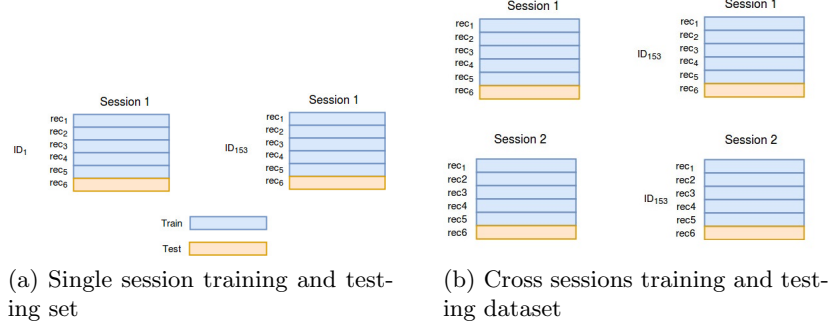 Session 1
rec1
rec2
rec3
rec4
rec5
rec6
ID1
Session 1
rec1
rec2
rec3
rec4
rec5
rec6
ID153
Train
Test
(a) Single session training and test-
ing set
Session 1
rec1
rec2
rec3
rec4
rec5
rec6
Session 1
rec1
rec2
rec3
rec4
rec5
rec6
ID153
Session 2
rec1
rec2
rec3
rec4
rec5
rec6
Session 2
rec1
rec2
rec3
rec4
rec5
rec6
ID153
(b) Cross sessions training and test-
ing dataset